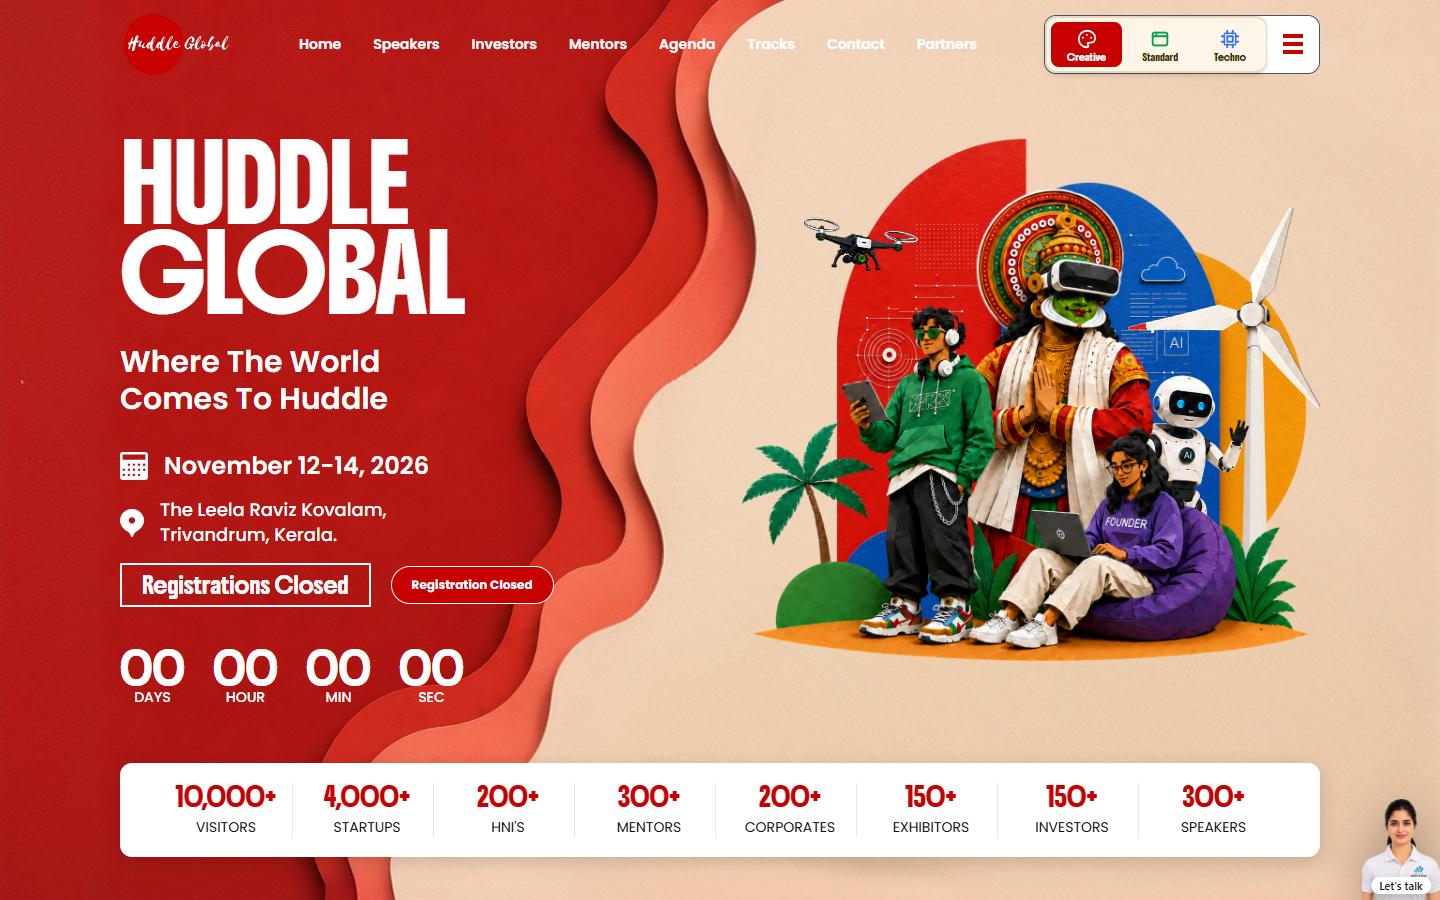 Huddle Global
Home
Speakers
Investors
Mentors
Agenda
Tracks
Contact
Partners
Creative
Standard
Techno
HUDDLE
GLOBAL
Where The World
Comes To Huddle
November 12-14, 2026
The Leela Raviz Kovalam,
Trivandrum, Kerala.
Registrations Closed
Registration Closed
00
DAYS
00
HOUR
00
MIN
00
SEC
AI
Ai
FOUNDER
10,000+
VISITORS
4,000+
STARTUPS
200+
HNI'S
300+
MENTORS
200+
CORPORATES
150+
EXHIBITORS
150+
INVESTORS
300+
SPEAKERS
Let's talk